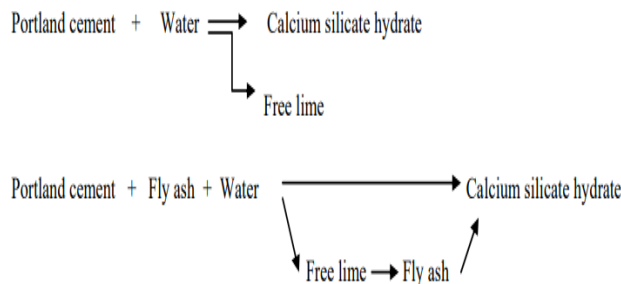 Portland cement + Water Calcium silicate hydrate
Free lime
Portland cement + Fly ash + Water Calcium silicate hydrate
Free lime Fly ash